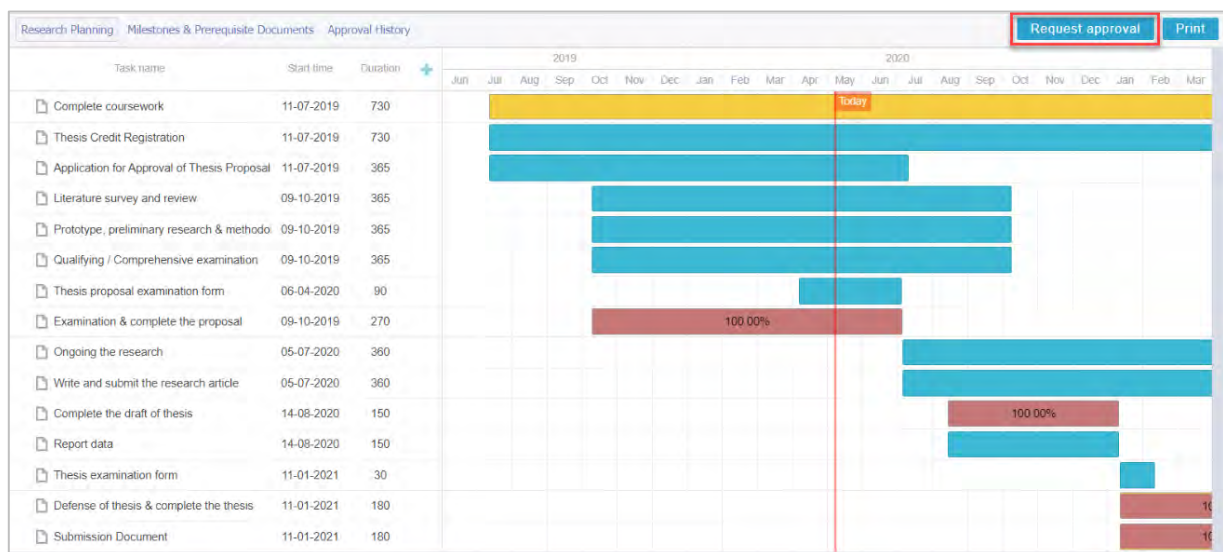 Research Planning Milestones & Prerequisite Documents Approval History Request approval Print
2019 2020
Task name Start time Duration + Jun Jul Aug Sep Oct Nov Dec Jan Feb Mar Apr May Jun Jul Aug Sep Oct Nov Dec Jan Feb Mar
Complete coursework 11-07-2019 730 Today
Thesis Credit Registration 11-07-2019 730
Application for Approval of Thesis Proposal 11-07-2019 365
Literature survey and review 09-10-2019 365
Prototype, preliminary research & methodo 09-10-2019 365
Qualifying / Comprehensive examination 09-10-2019 365
Thesis proposal examination form 06-04-2020 90
Examination & complete the proposal 09-10-2019 270 100.00%
Ongoing the research 05-07-2020 360
Write and submit the research article 05-07-2020 360
Complete the draft of thesis 14-08-2020 150 100.00%
Report data 14-08-2020 150
Thesis examination form 11-01-2021 30
Defense of thesis & complete the thesis 11-01-2021 180 10
Submission Document 11-01-2021 180 10